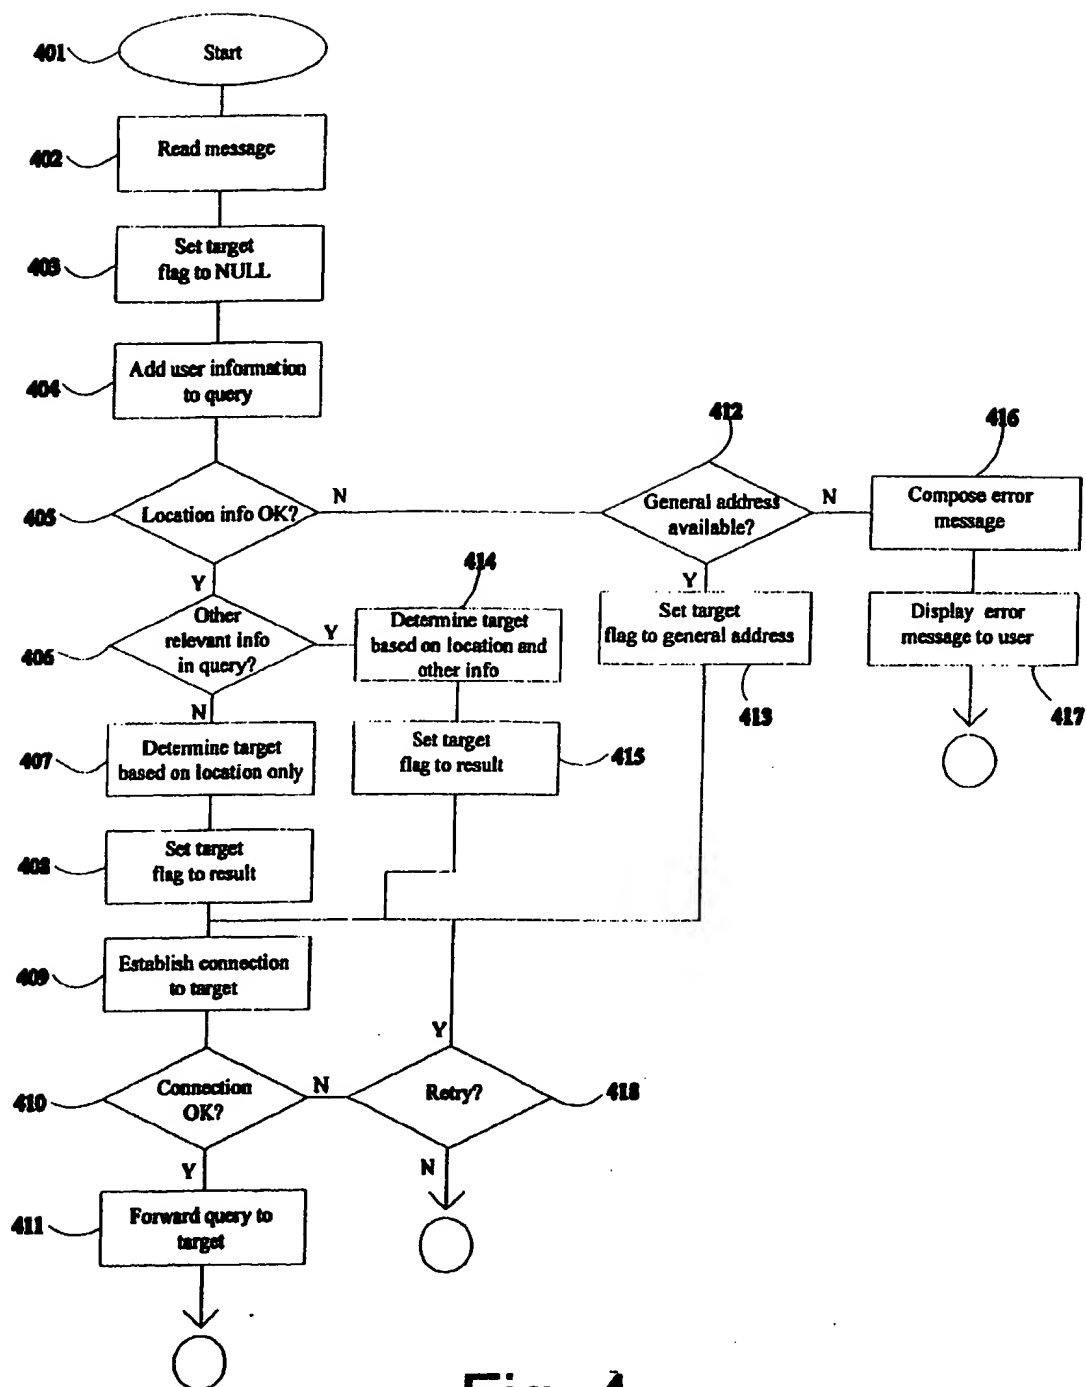 401
Start
402
Read message
403
Set target
flag to NULL
404
Add user information
to query
405
Location info OK?
N
Y
412
General address
available?
N
Y
416
Compose error
message
406
Other
relevant info
in query?
Y
N
414
Determine target
based on location and
other info
Set target
flag to general address
413
Display error
message to user
417
407
Determine target
based on location only
Set target
flag to result
415
408
Set target
flag to result
409
Establish connection
to target
410
Connection
OK?
N
Y
Y
Retry?
418
N
411
Forward query to
target
Fig. 4